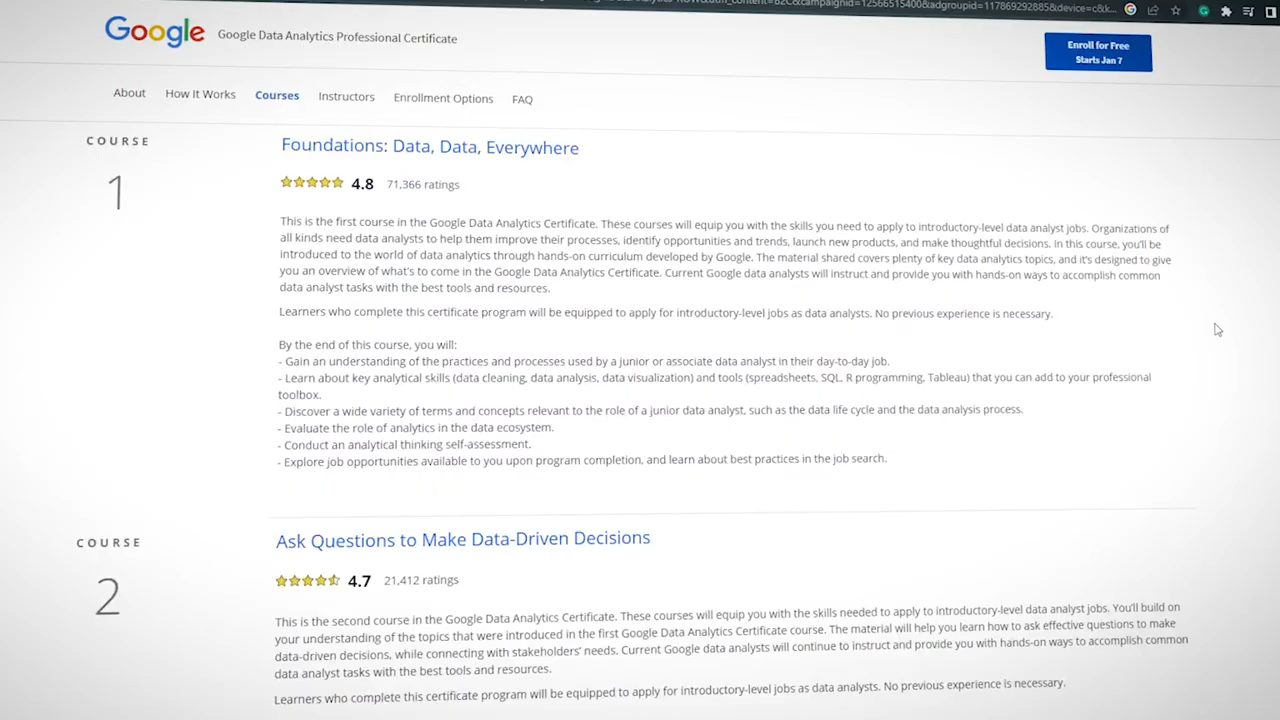 campaignid=12566515400&adgroupid=117869292885&device=c&k...
Google
Google Data Analytics Professional Certificate
Enroll for Free
Starts Jan 7
About How It Works Courses Instructors Enrollment Options FAQ
COURSE
1
Foundations: Data, Data, Everywhere
4.8 71,366 ratings
This is the first course in the Google Data Analytics Certificate. These courses will equip you with the skills you need to apply to introductory-level data analyst jobs. Organizations of
all kinds need data analysts to help them improve their processes, identify opportunities and trends, launch new products, and make thoughtful decisions. In this course, you'll be
introduced to the world of data analytics through hands-on curriculum developed by Google. The material shared covers plenty of key data analytics topics, and it's designed to give
you an overview of what's to come in the Google Data Analytics Certificate. Current Google data analysts will instruct and provide you with hands-on ways to accomplish common
data analyst tasks with the best tools and resources.
Learners who complete this certificate program will be equipped to apply for introductory-level jobs as data analysts. No previous experience is necessary.
By the end of this course, you will:
- Gain an understanding of the practices and processes used by a junior or associate data analyst in their day-to-day job.
- Learn about key analytical skills (data cleaning, data analysis, data visualization) and tools (spreadsheets, SQL, R programming, Tableau) that you can add to your professional
toolbox.
- Discover a wide variety of terms and concepts relevant to the role of a junior data analyst, such as the data life cycle and the data analysis process.
- Evaluate the role of analytics in the data ecosystem.
- Conduct an analytical thinking self-assessment.
- Explore job opportunities available to you upon program completion, and learn about best practices in the job search.
COURSE
2
Ask Questions to Make Data-Driven Decisions
4.7 21,412 ratings
This is the second course in the Google Data Analytics Certificate. These courses will equip you with the skills needed to apply to introductory-level data analyst jobs. You'll build on
your understanding of the topics that were introduced in the first Google Data Analytics Certificate course. The material will help you learn how to ask effective questions to make
data-driven decisions, while connecting with stakeholders' needs. Current Google data analysts will continue to instruct and provide you with hands-on ways to accomplish common
data analyst tasks with the best tools and resources.
Learners who complete this certificate program will be equipped to apply for introductory-level jobs as data analysts. No previous experience is necessary.